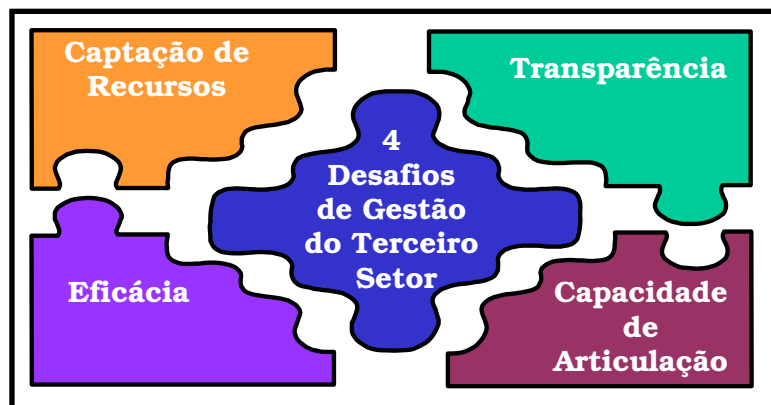 Captação de
Recursos
Transparência
4
Desafios
de Gestão
do Terceiro
Setor
Eficácia
Capacidade
de
Articulação